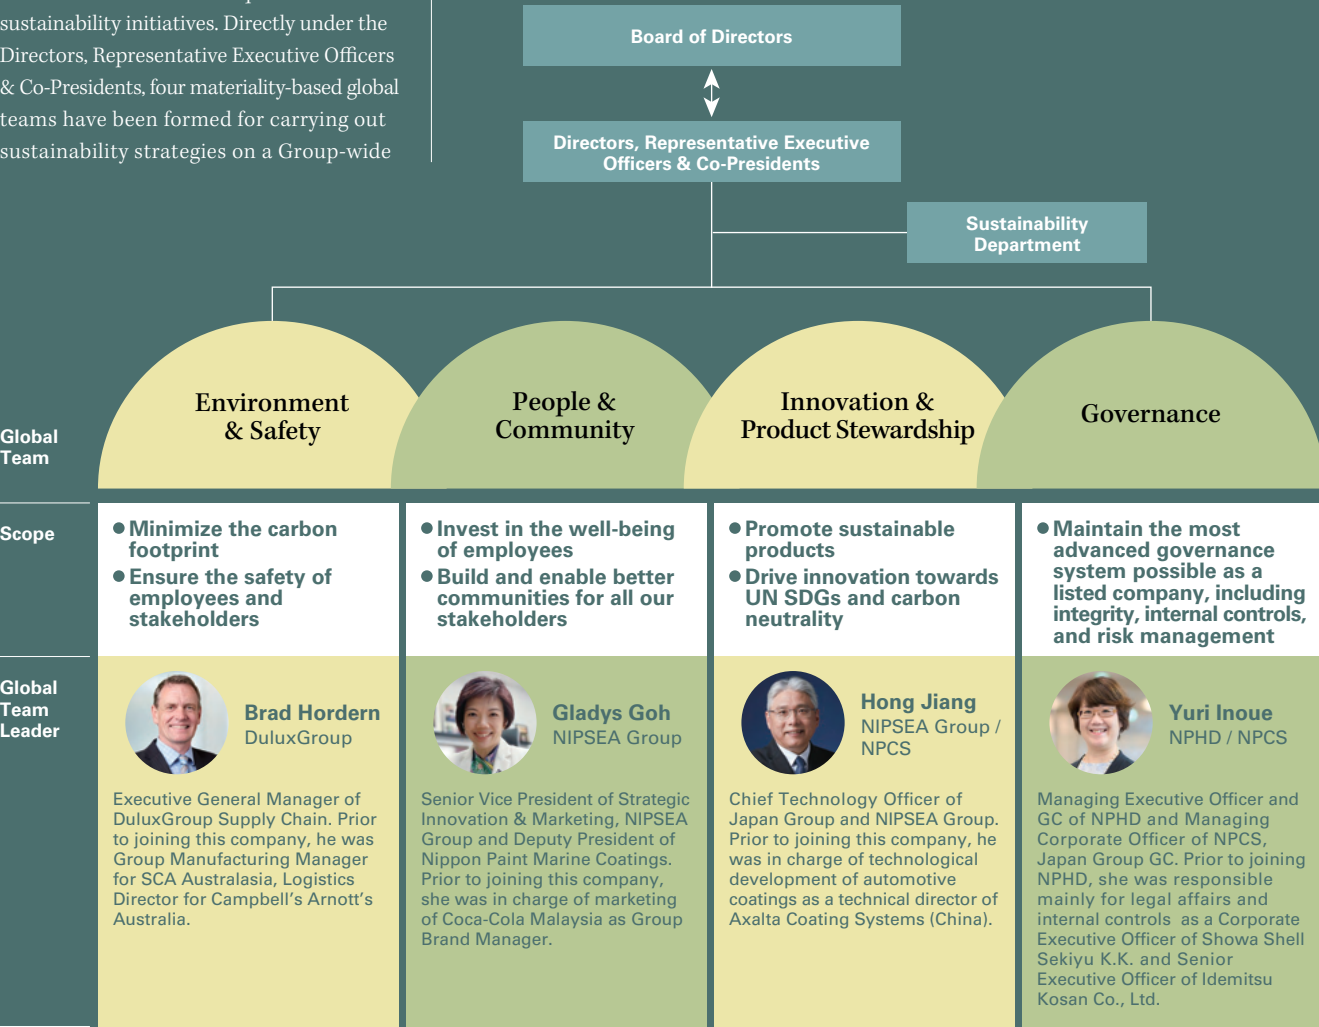 sustainability initiatives. Directly under the
Directors, Representative Executive Officers
& Co-Presidents, four materiality-based global
teams have been formed for carrying out
sustainability strategies on a Group-wide
Board of Directors
Directors, Representative Executive
Officers & Co-Presidents
Sustainability
Department
Global
Team
Environment
& Safety
People &
Community
Innovation &
Product Stewardship
Governance
Scope
● Minimize the carbon
footprint
● Ensure the safety of
employees and
stakeholders
● Invest in the well-being
of employees
● Build and enable better
communities for all our
stakeholders
● Promote sustainable
products
● Drive innovation towards
UN SDGs and carbon
neutrality
● Maintain the most
advanced governance
system possible as a
listed company, including
integrity, internal controls,
and risk management
Global
Team
Leader
Brad Hordern
DuluxGroup
Executive General Manager of
DuluxGroup Supply Chain. Prior
to joining this company, he was
Group Manufacturing Manager
for SCA Australasia, Logistics
Director for Campbell's Arnott's
Australia.
Gladys Goh
NIPSEA Group
Senior Vice President of Strategic
Innovation & Marketing, NIPSEA
Group and Deputy President of
Nippon Paint Marine Coatings.
Prior to joining this company,
she was in charge of marketing
of Coca-Cola Malaysia as Group
Brand Manager.
Hong Jiang
NIPSEA Group /
NPCS
Chief Technology Officer of
Japan Group and NIPSEA Group.
Prior to joining this company, he
was in charge of technological
development of automotive
coatings as a technical director of
Axalta Coating Systems (China).
Yuri Inoue
NPHD / NPCS
Managing Executive Officer and
GC of NPHD and Managing
Corporate Officer of NPCS,
Japan Group GC. Prior to joining
NPHD, she was responsible
mainly for legal affairs and
internal controls as a Corporate
Executive Officer of Showa Shell
Sekiyu K.K. and Senior
Executive Officer of Idemitsu
Kosan Co., Ltd.